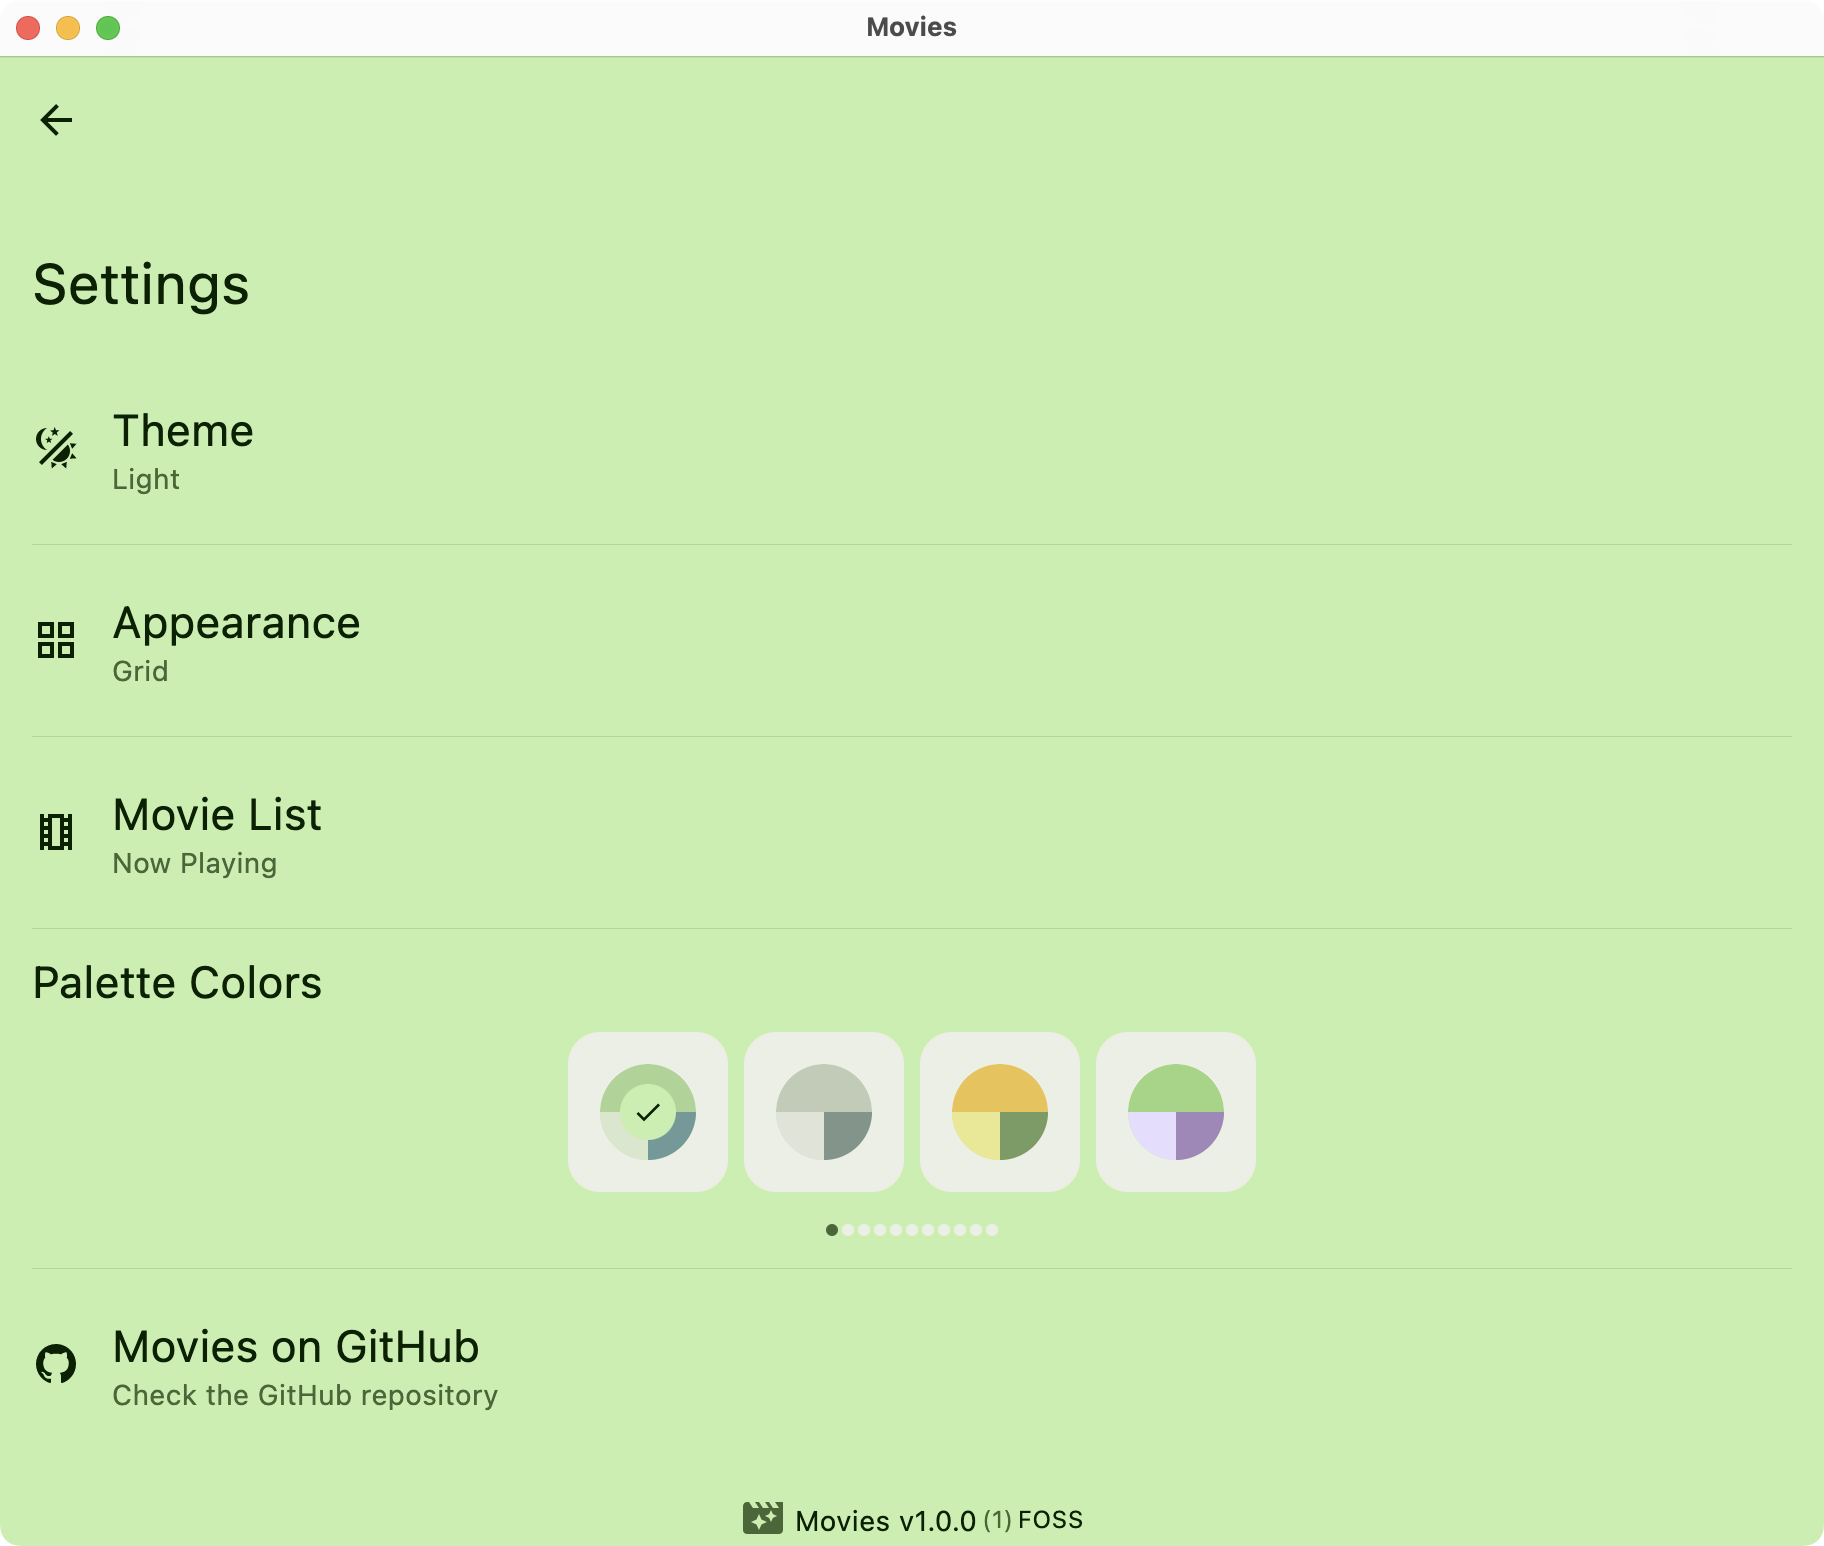 Movies
Settings
Theme
Light
Appearance
Grid
Movie List
Now Playing
Palette Colors
Movies on GitHub
Check the GitHub repository
Movies v1.0.0 (1) FOSS